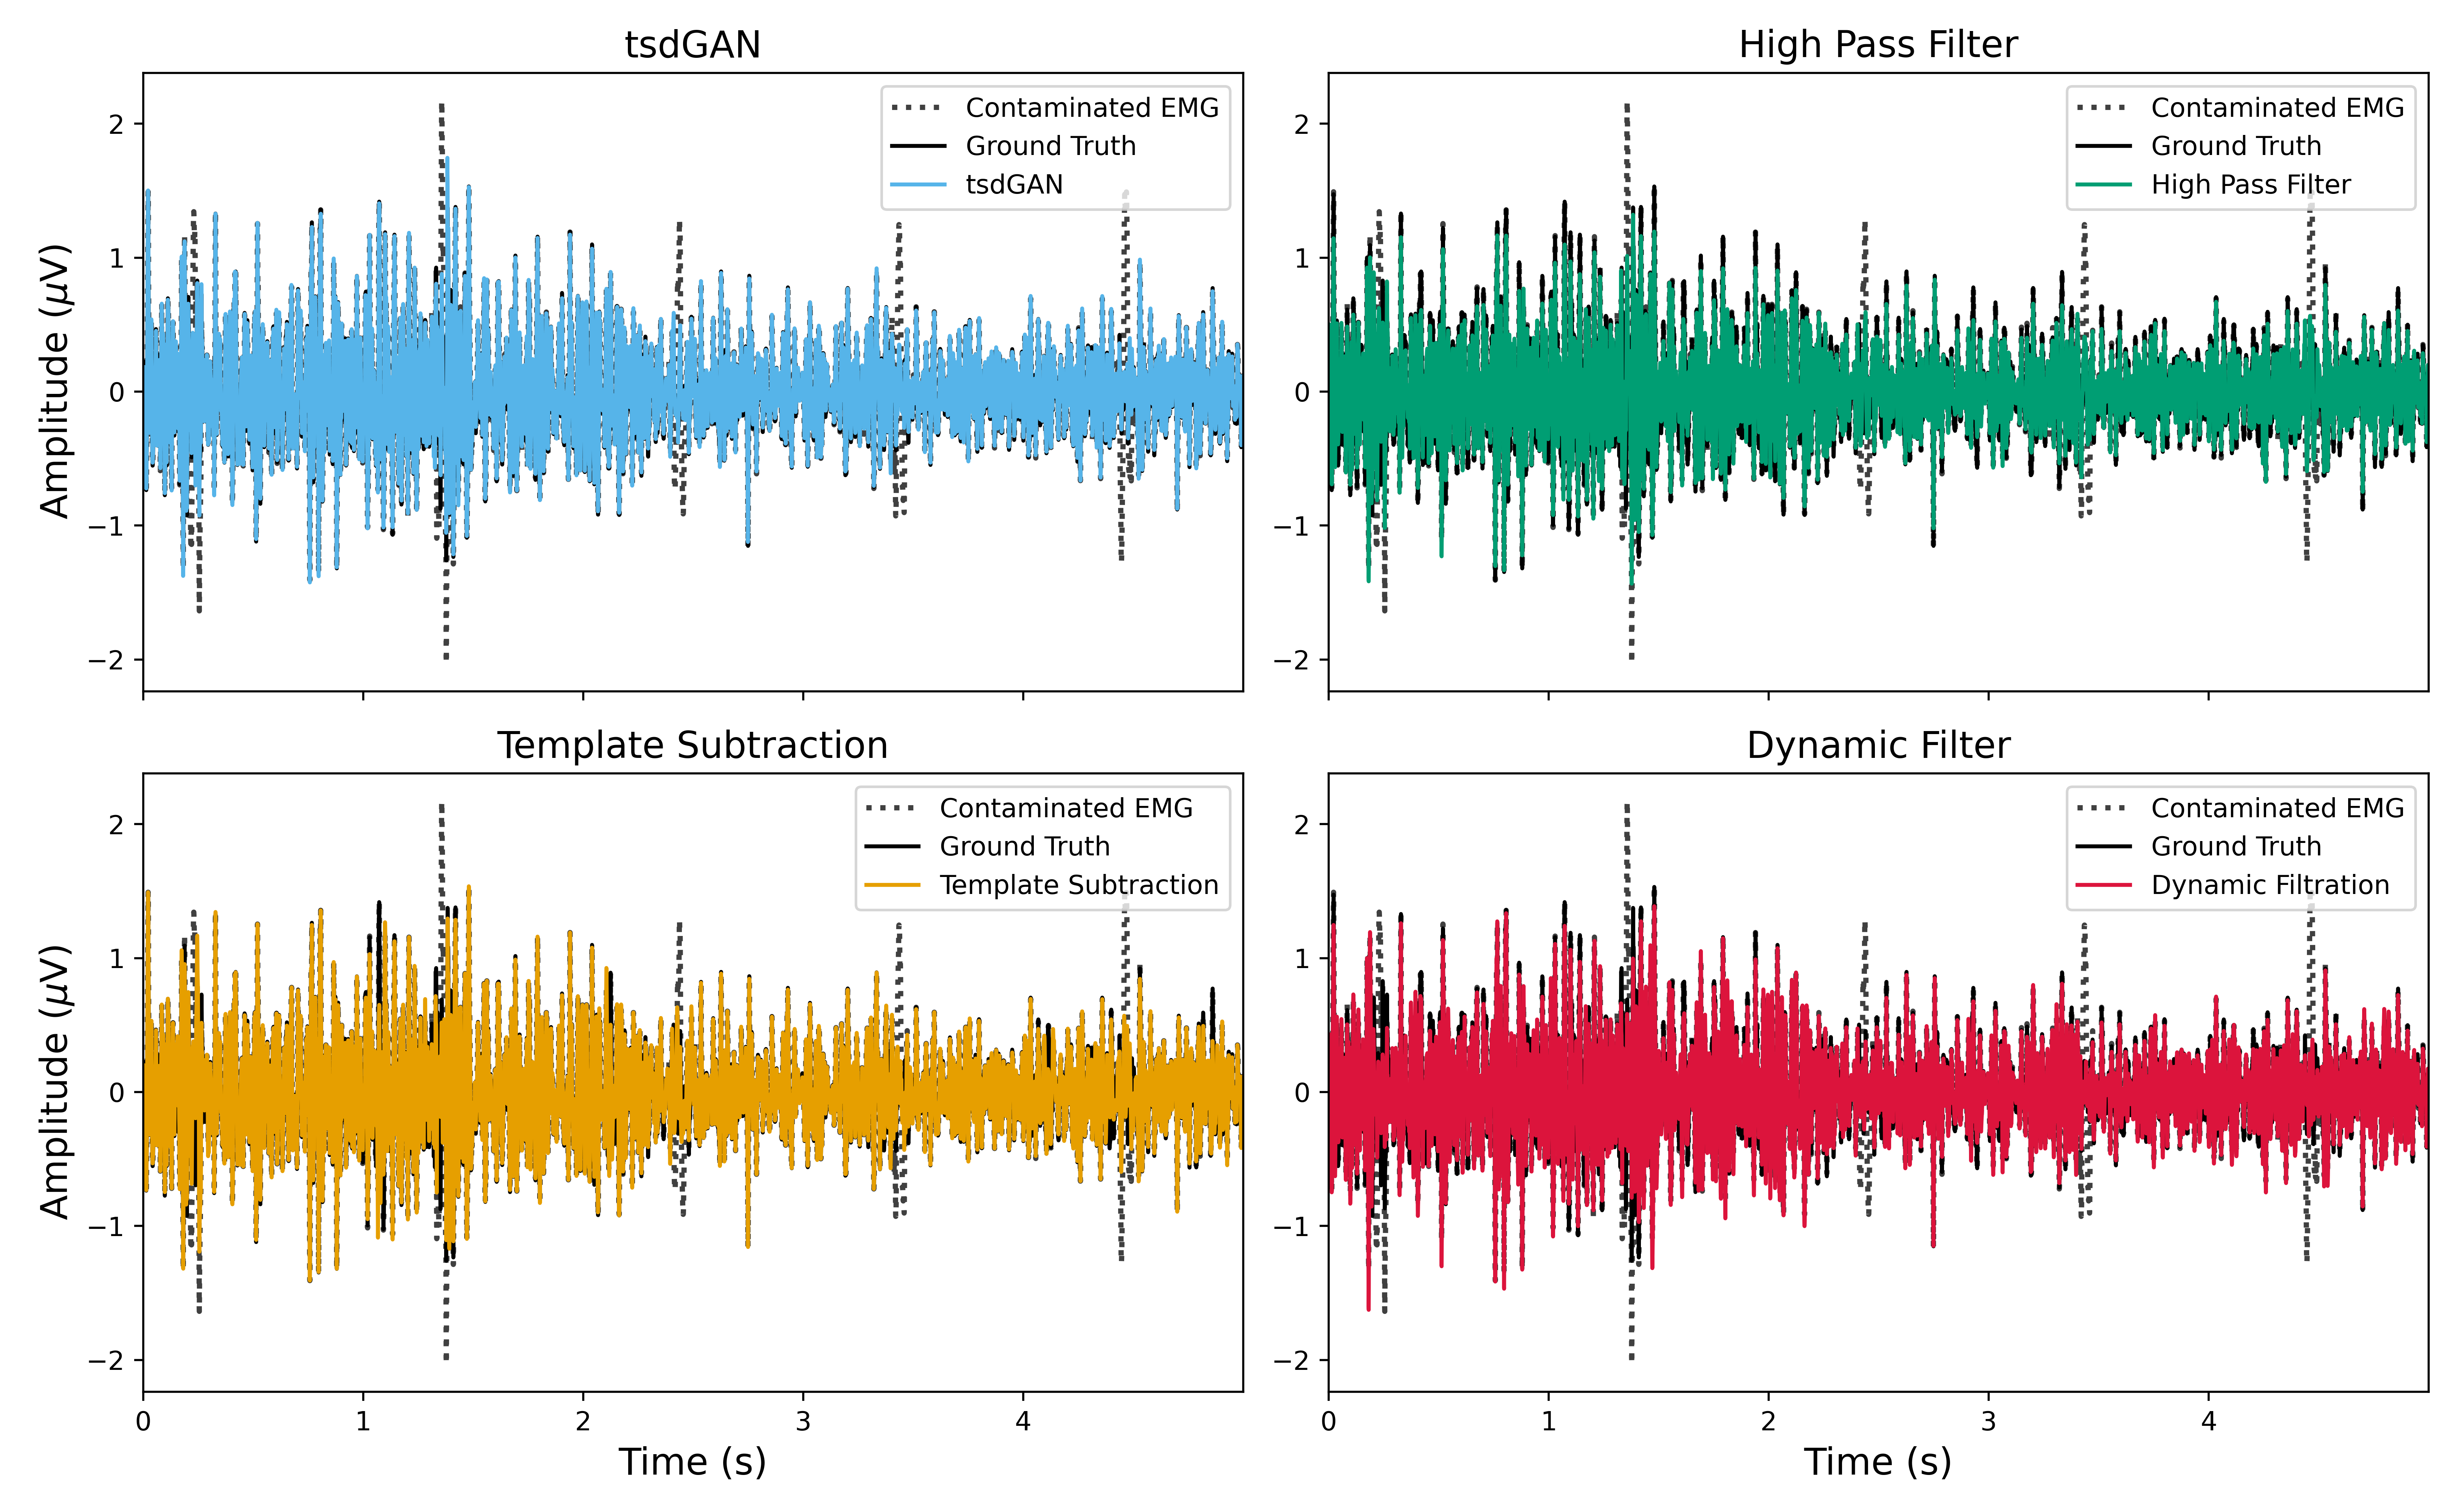 tsdGAN
Contaminated EMG
Ground Truth
tsdGAN
Amplitude (μV)
2
1
0
−1
−2
High Pass Filter
Contaminated EMG
Ground Truth
High Pass Filter
2
1
0
−1
−2
Template Subtraction
Contaminated EMG
Ground Truth
Template Subtraction
Amplitude (μV)
2
1
0
−1
−2
0 1 2 3 4
Time (s)
Dynamic Filter
Contaminated EMG
Ground Truth
Dynamic Filtration
2
1
0
−1
−2
0 1 2 3 4
Time (s)